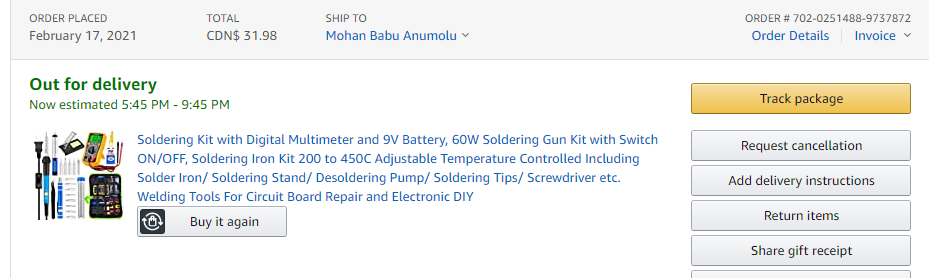 ORDER PLACED
February 17, 2021
TOTAL
CDN$ 31.98
SHIP TO
Mohan Babu Anumolu
ORDER # 702-0251488-9737872
Order Details
Invoice
Out for delivery
Now estimated 5:45 PM - 9:45 PM
Soldering Kit with Digital Multimeter and 9V Battery, 60W Soldering Gun Kit with Switch
ON/OFF, Soldering Iron Kit 200 to 450C Adjustable Temperature Controlled Including
Solder Iron/ Soldering Stand/ Desoldering Pump/ Soldering Tips/ Screwdriver etc.
Welding Tools For Circuit Board Repair and Electronic DIY
Buy it again
Track package
Request cancellation
Add delivery instructions
Return items
Share gift receipt